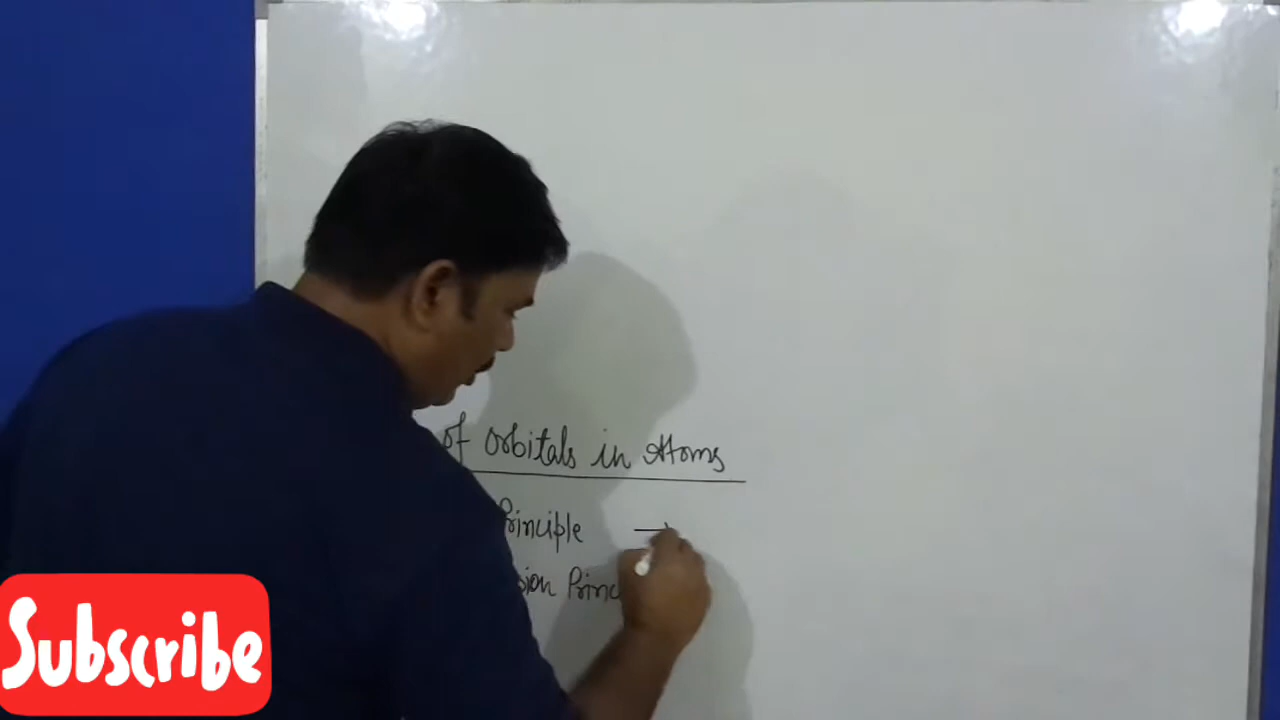 of orbitals in Atoms
Principle →
sion Princ
Subscribe